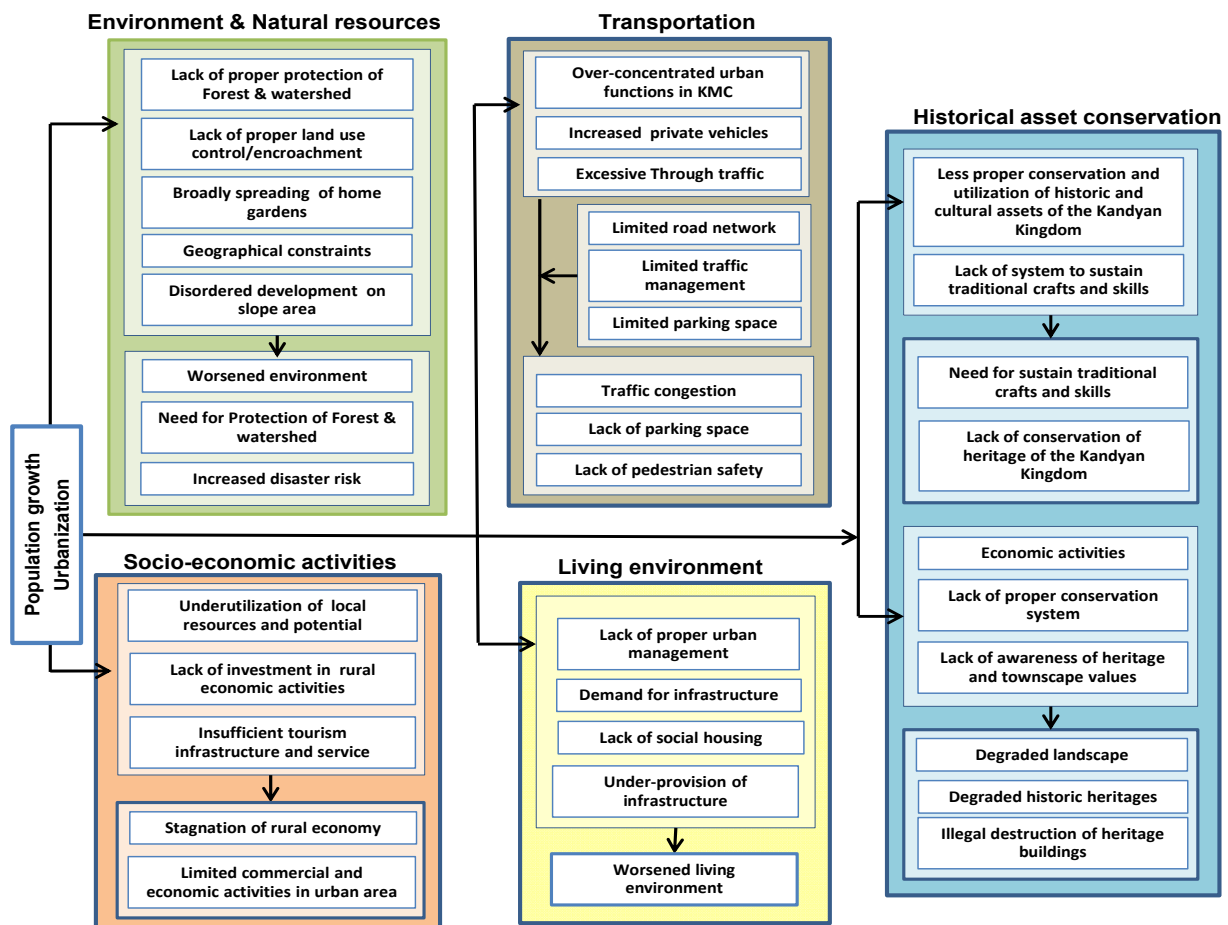 Environment & Natural resources
Lack of proper protection of
Forest & watershed
Lack of proper land use
control/encroachment
Broadly spreading of home
gardens
Geographical constraints
Disordered development on
slope area
Worsened environment
Need for Protection of Forest &
watershed
Increased disaster risk
Population growth
Urbanization
Socio-economic activities
Underutilization of local
resources and potential
Lack of investment in rural
economic activities
Insufficient tourism
infrastructure and service
Stagnation of rural economy
Limited commercial and
economic activities in urban area
Transportation
Over-concentrated urban
functions in KMC
Increased private vehicles
Excessive Through traffic
Limited road network
Limited traffic
management
Limited parking space
Traffic congestion
Lack of parking space
Lack of pedestrian safety
Living environment
Lack of proper urban
management
Demand for infrastructure
Lack of social housing
Under-provision of
infrastructure
Worsened living
environment
Historical asset conservation
Less proper conservation and
utilization of historic and
cultural assets of the Kandyan
Kingdom
Lack of system to sustain
traditional crafts and skills
Need for sustain traditional
crafts and skills
Lack of conservation of
heritage of the Kandyan
Kingdom
Economic activities
Lack of proper conservation
system
Lack of awareness of heritage
and townscape values
Degraded landscape
Degraded historic heritages
Illegal destruction of heritage
buildings